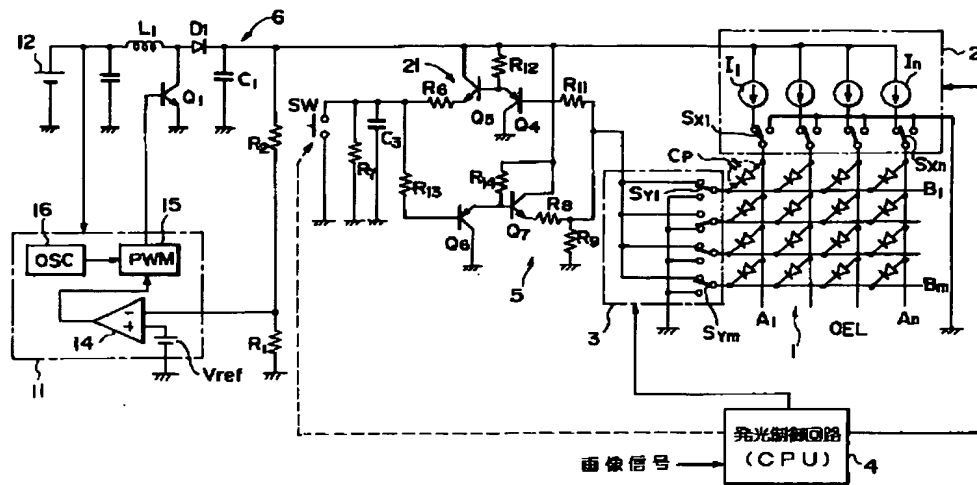 12
L1
D1
6
C1
Q1
R2
16
OSC
15
PWM
14
+
−
R1
Vref
11
SW
R7
C3
R6
21
Q5
R12
Q4
R11
R13
R14
Q6
Q7
R8
R9
5
I1
In
2
SX1
SXn
CP
SY1
B1
Bm
3
SYm
A1
1
OEL
An
発光制御回路
(CPU)
4
画像信号